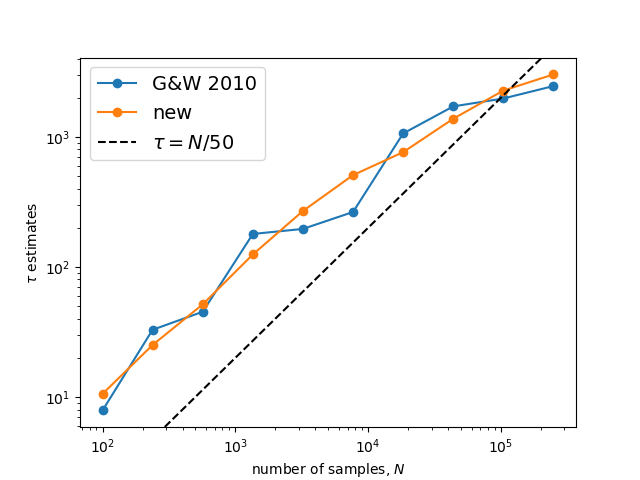 G&W 2010
new
τ = N/50
10³
10²
10¹
τ estimates
10² 10³ 10⁴ 10⁵
number of samples, N